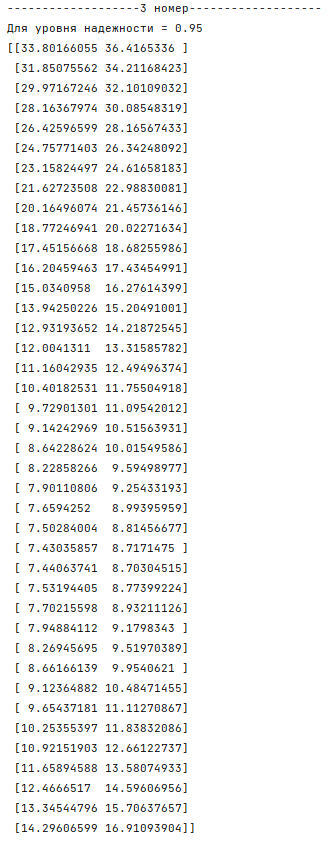 -------------------3 номер-------------------
Для уровня надежности = 0.95
[[33.80166055 36.4165336 ]
 [31.85075562 34.21168423]
 [29.97167246 32.10109032]
 [28.16367974 30.08548319]
 [26.42596599 28.16567433]
 [24.75771403 26.34248092]
 [23.15824497 24.61658183]
 [21.62723508 22.98830081]
 [20.16496074 21.45736146]
 [18.77246941 20.02271634]
 [17.45156668 18.68255986]
 [16.20459463 17.43454991]
 [15.0340958  16.27614399]
 [13.94250226 15.20491001]
 [12.93193652 14.21872545]
 [12.0041311  13.31585782]
 [11.16042935 12.49496374]
 [10.40182531 11.75504918]
 [ 9.72901301 11.09542012]
 [ 9.14242969 10.51563931]
 [ 8.64228624 10.01549586]
 [ 8.22858266  9.59498977]
 [ 7.90110806  9.25433193]
 [ 7.6594252   8.99395959]
 [ 7.50284004  8.81456677]
 [ 7.43035857  8.7171475 ]
 [ 7.44063741  8.70304515]
 [ 7.53194405  8.77399224]
 [ 7.70215598  8.93211126]
 [ 7.94884112  9.1798343 ]
 [ 8.26945695  9.51970389]
 [ 8.66166139  9.9540621 ]
 [ 9.12364882 10.48471455]
 [ 9.65437181 11.11270867]
 [10.25355397 11.83832086]
 [10.92151903 12.66122737]
 [11.65894588 13.58074933]
 [12.4666517  14.59606956]
 [13.34544796 15.70637657]
 [14.29606599 16.91093904]]